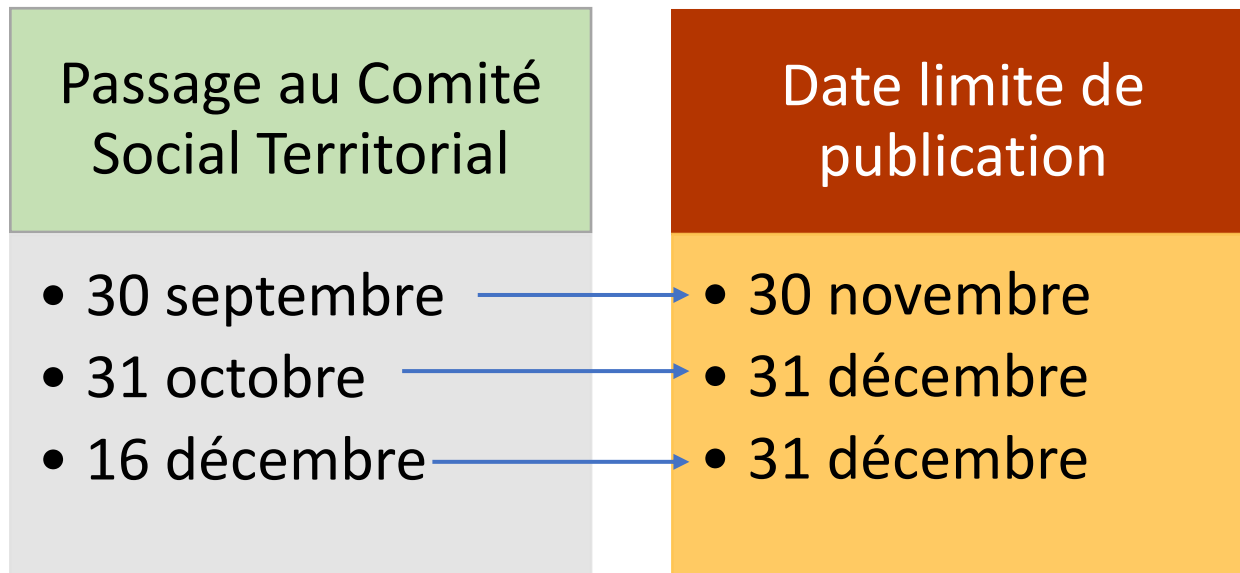 Passage au Comité
Social Territorial
• 30 septembre
• 31 octobre
• 16 décembre
Date limite de
publication
• 30 novembre
• 31 décembre
• 31 décembre